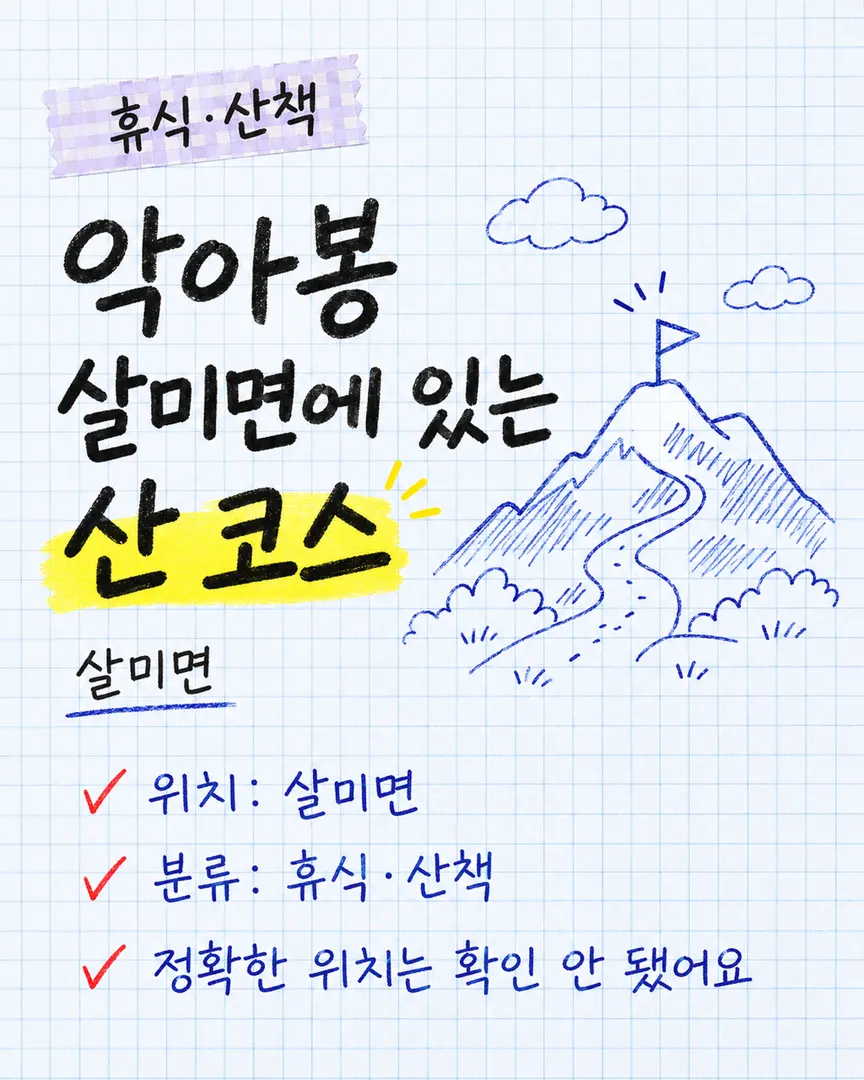 휴식·산책
악아봉
살미면에 있는
산 코스
살미면
위치: 살미면
분류: 휴식·산책
정확한 위치는 확인 안 됐어요